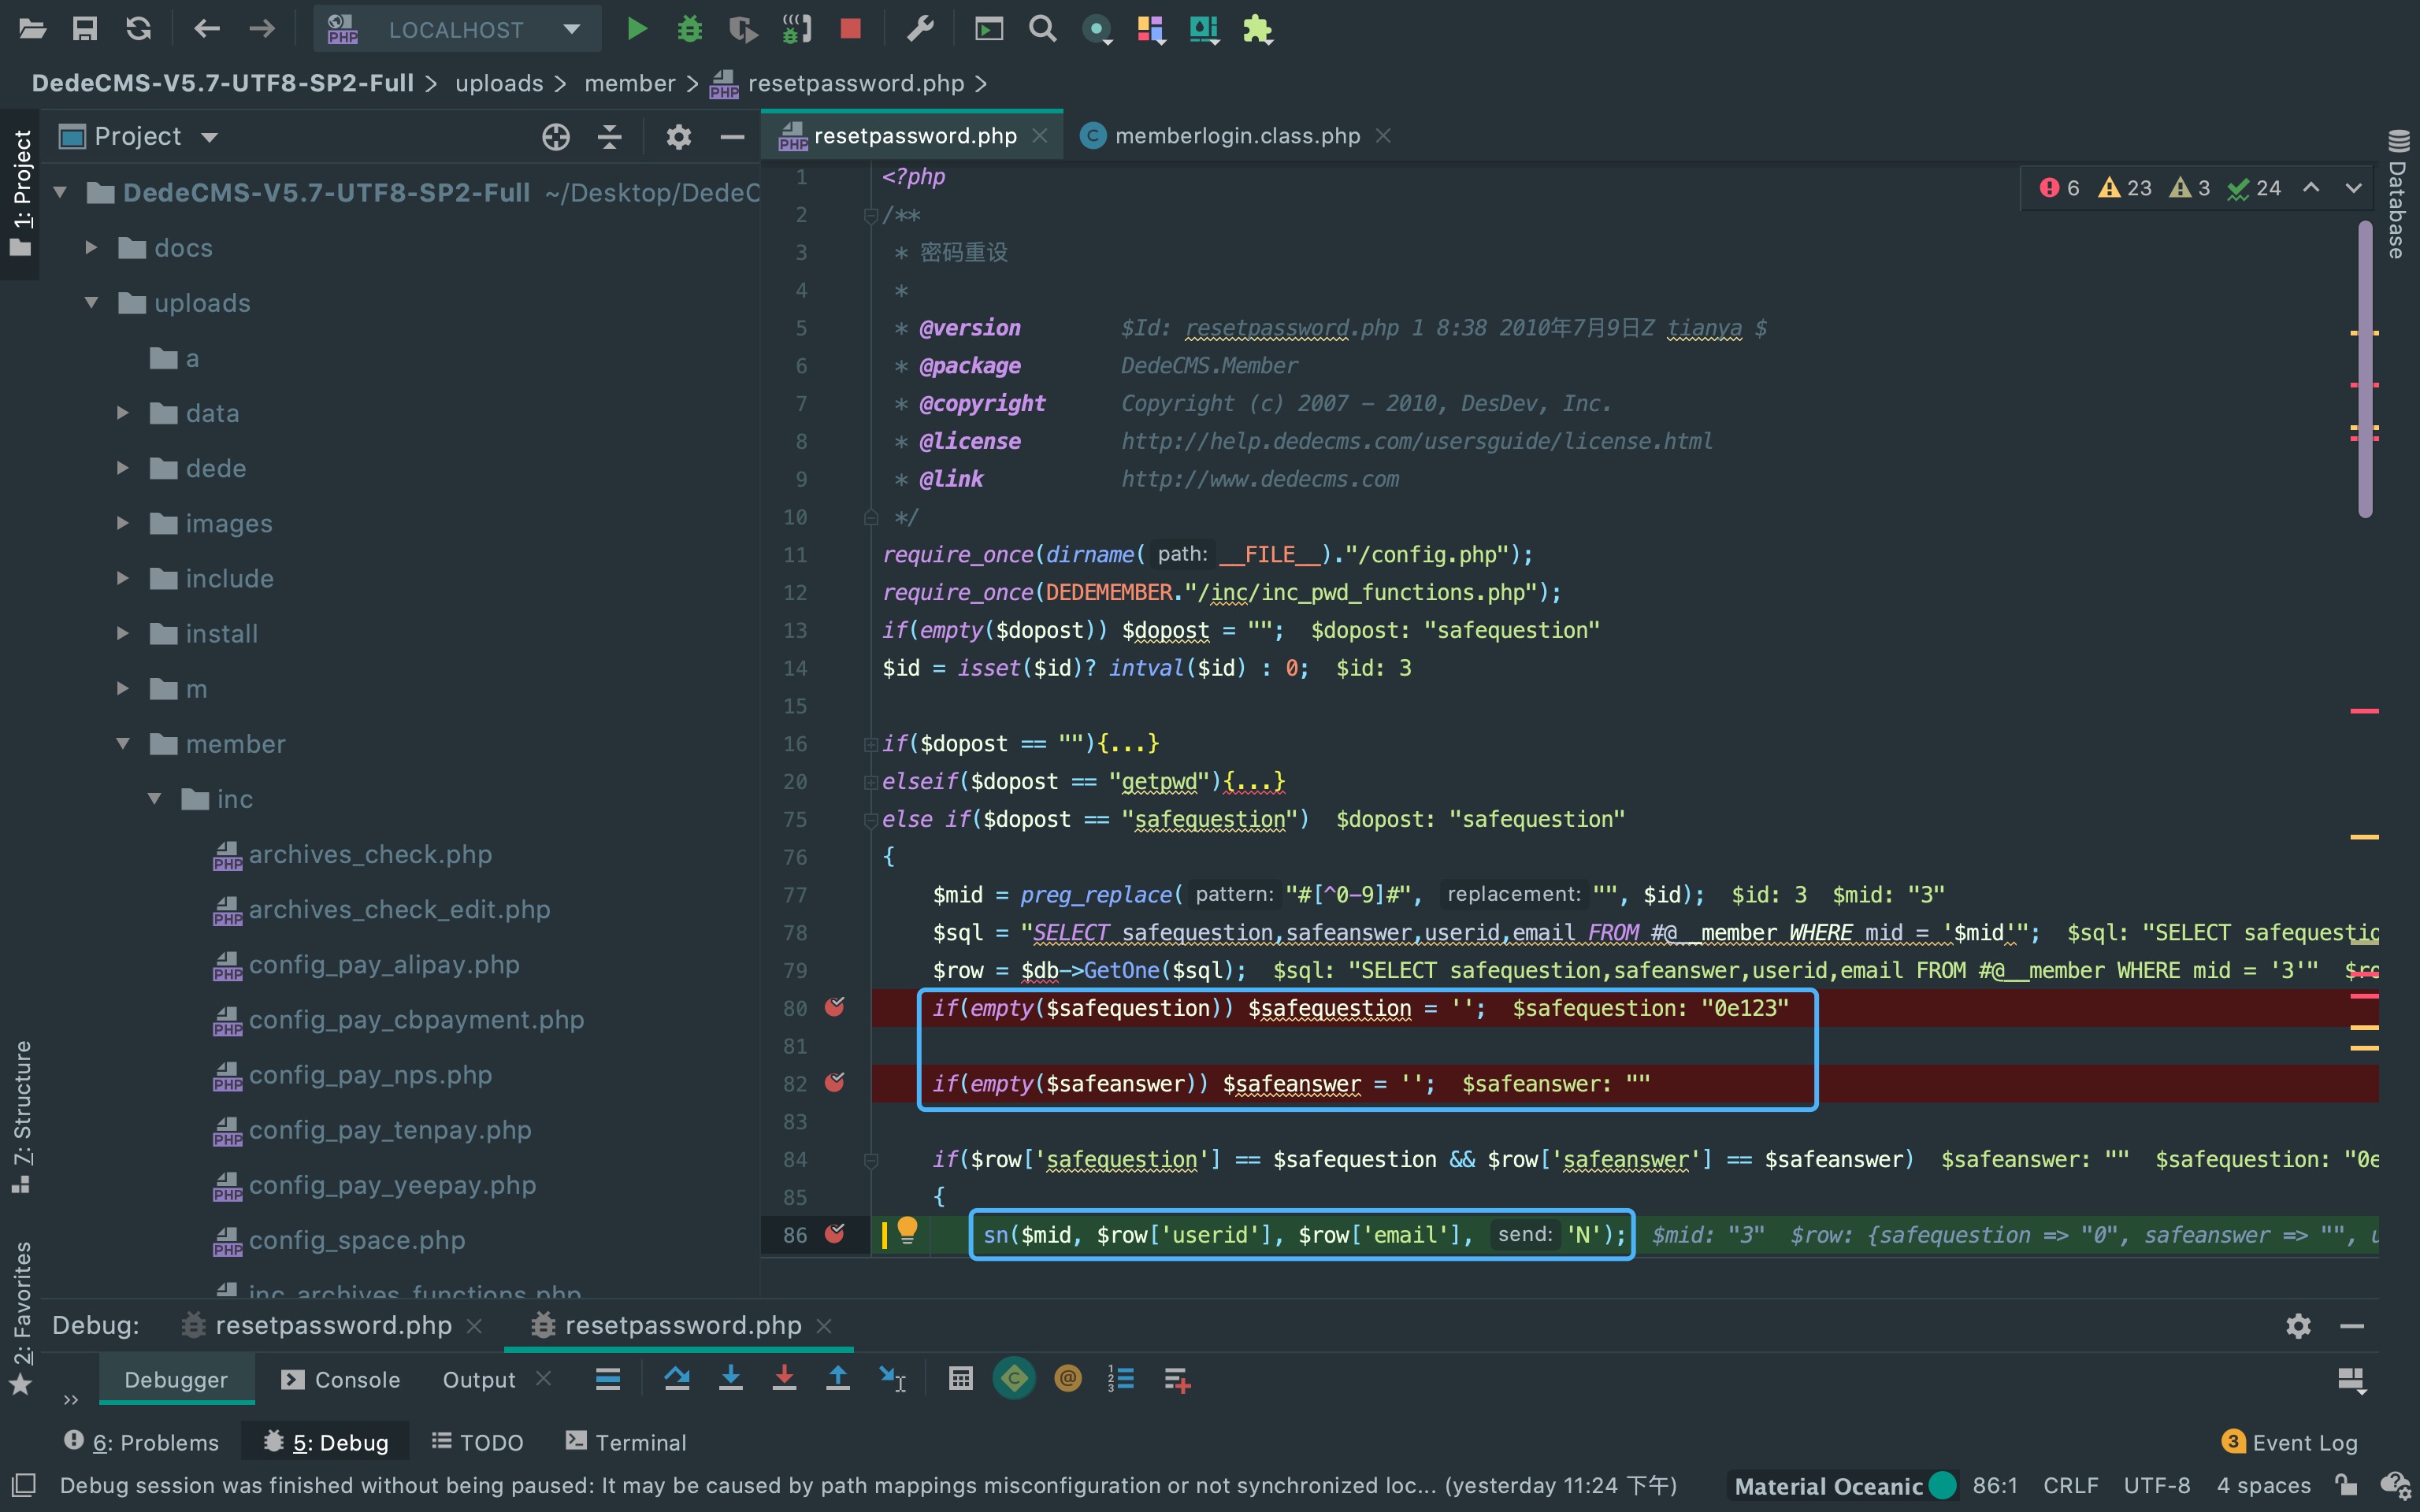 LOCALHOST
DedeCMS-V5.7-UTF8-SP2-Full uploads member resetpassword.php
1: Project
Project
resetpassword.php
memberlogin.class.php
Database
DedeCMS-V5.7-UTF8-SP2-Full ~/Desktop/DedeC
docs
uploads
a
data
dede
images
include
install
m
member
inc
archives_check.php
archives_check_edit.php
config_pay_alipay.php
config_pay_cbpayment.php
config_pay_nps.php
config_pay_tenpay.php
config_pay_yeepay.php
config_space.php
inc_archives_functions.php
7: Structure
2: Favorites
6 23 3 24
1 <?php
2 /**
3 * 密码重设
4 *
5 * @version $Id: resetpassword.php 1 8:38 2010年7月9日Z tianya $
6 * @package DedeCMS.Member
7 * @copyright Copyright (c) 2007 - 2010, DesDev, Inc.
8 * @license http://help.dedecms.com/usersguide/license.html
9 * @link http://www.dedecms.com
10 */
11 require_once(dirname( path: __FILE__)."/config.php");
12 require_once(DEDEMEMBER."/inc/inc_pwd_functions.php");
13 if(empty($dopost)) $dopost = ""; $dopost: "safequestion"
14 $id = isset($id)? intval($id) : 0; $id: 3
15
16 if($dopost == ""){...}
20 elseif($dopost == "getpwd"){...}
75 else if($dopost == "safequestion") $dopost: "safequestion"
76 {
77 $mid = preg_replace( pattern: "#[^0-9]#", replacement: "", $id); $id: 3 $mid: "3"
78 $sql = "SELECT safequestion,safeanswer,userid,email FROM #@__member WHERE mid = '$mid'"; $sql: "SELECT safequestio
79 $row = $db->GetOne($sql); $sql: "SELECT safequestion,safeanswer,userid,email FROM #@__member WHERE mid = '3'" $ro
80 if(empty($safequestion)) $safequestion = ''; $safequestion: "0e123"
81
82 if(empty($safeanswer)) $safeanswer = ''; $safeanswer: ""
83
84 if($row['safequestion'] == $safequestion && $row['safeanswer'] == $safeanswer) $safeanswer: "" $safequestion: "0e
85 {
86 sn($mid, $row['userid'], $row['email'], send: 'N'); $mid: "3" $row: {safequestion => "0", safeanswer => "", u
Debug: resetpassword.php resetpassword.php
Debugger Console Output
6: Problems 5: Debug TODO Terminal 3 Event Log
Debug session was finished without being paused: It may be caused by path mappings misconfiguration or not synchronized loc... (yesterday 11:24 下午) Material Oceanic 86:1 CRLF UTF-8 4 spaces